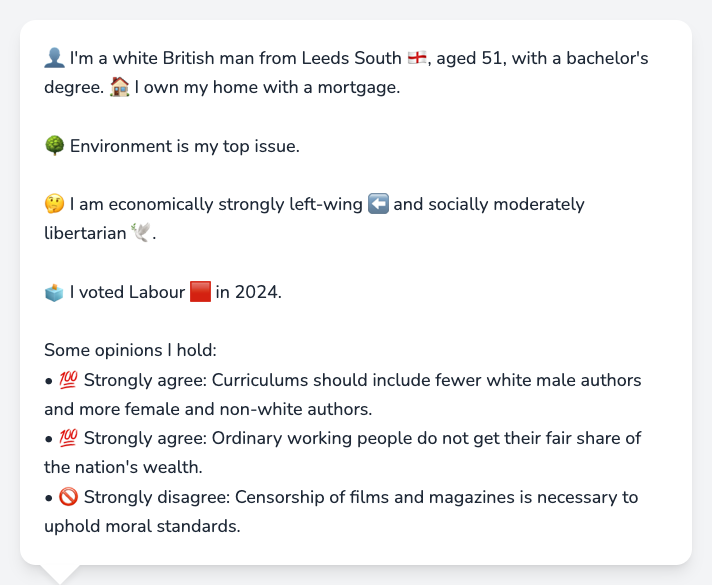 👤 I'm a white British man from Leeds South 🏴󠁧󠁢󠁥󠁮󠁧󠁿, aged 51, with a bachelor's
degree. 🏠 I own my home with a mortgage.
🌳 Environment is my top issue.
🤔 I am economically strongly left-wing ⬅️ and socially moderately
libertarian 🕊️.
🗳️ I voted Labour 🟥 in 2024.
Some opinions I hold:
• 💯 Strongly agree: Curriculums should include fewer white male authors
and more female and non-white authors.
• 💯 Strongly agree: Ordinary working people do not get their fair share of
the nation's wealth.
• 🚫 Strongly disagree: Censorship of films and magazines is necessary to
uphold moral standards.